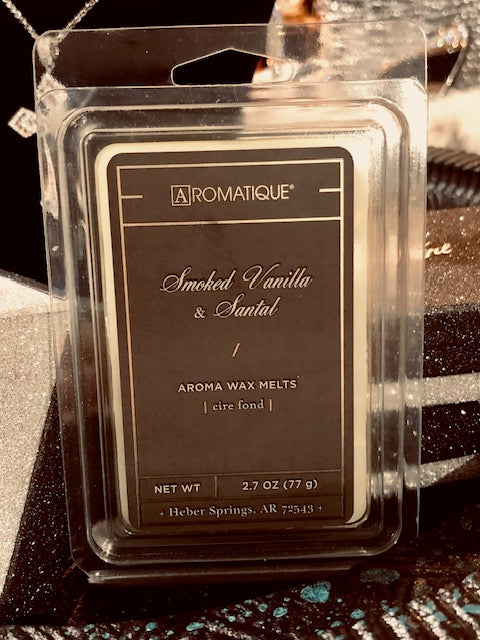 AROMATIQUE®
Smoked Vanilla
& Santal
/
AROMA WAX MELTS
| cire fond |
NET WT 2.7 OZ (77 g)
+ Heber Springs, AR 72543 +